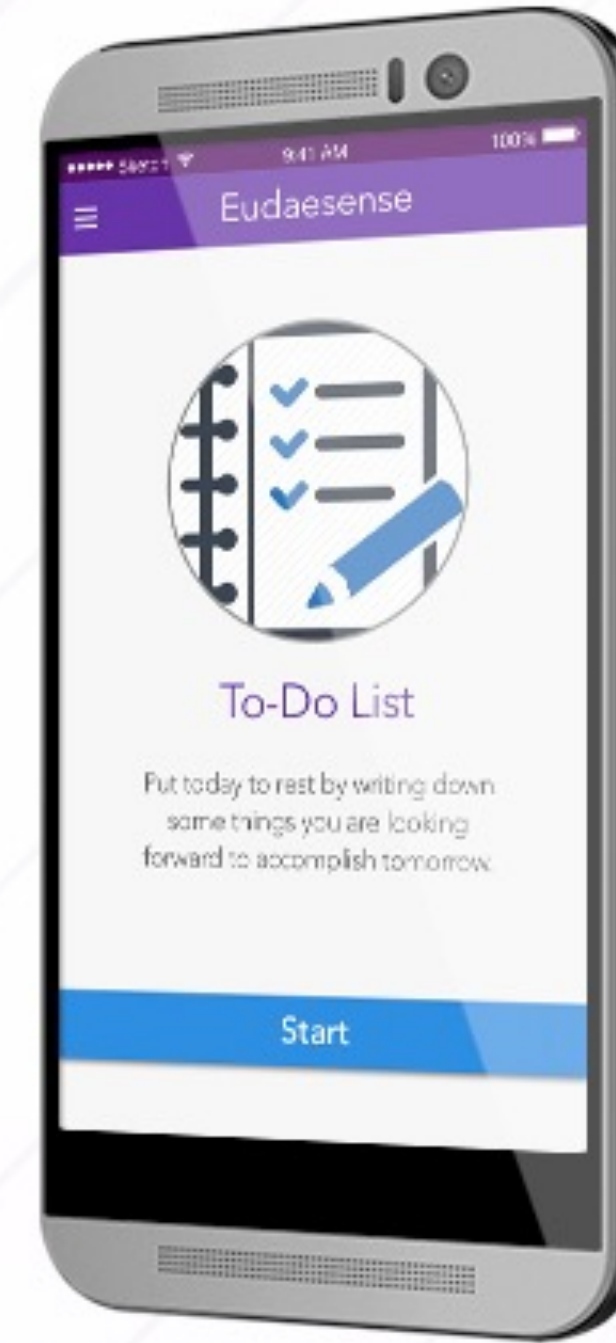 9:41 AM
100%
Eudaesense
To-Do List
Put today to rest by writing down
some things you are looking
forward to accomplish tomorrow.
Start